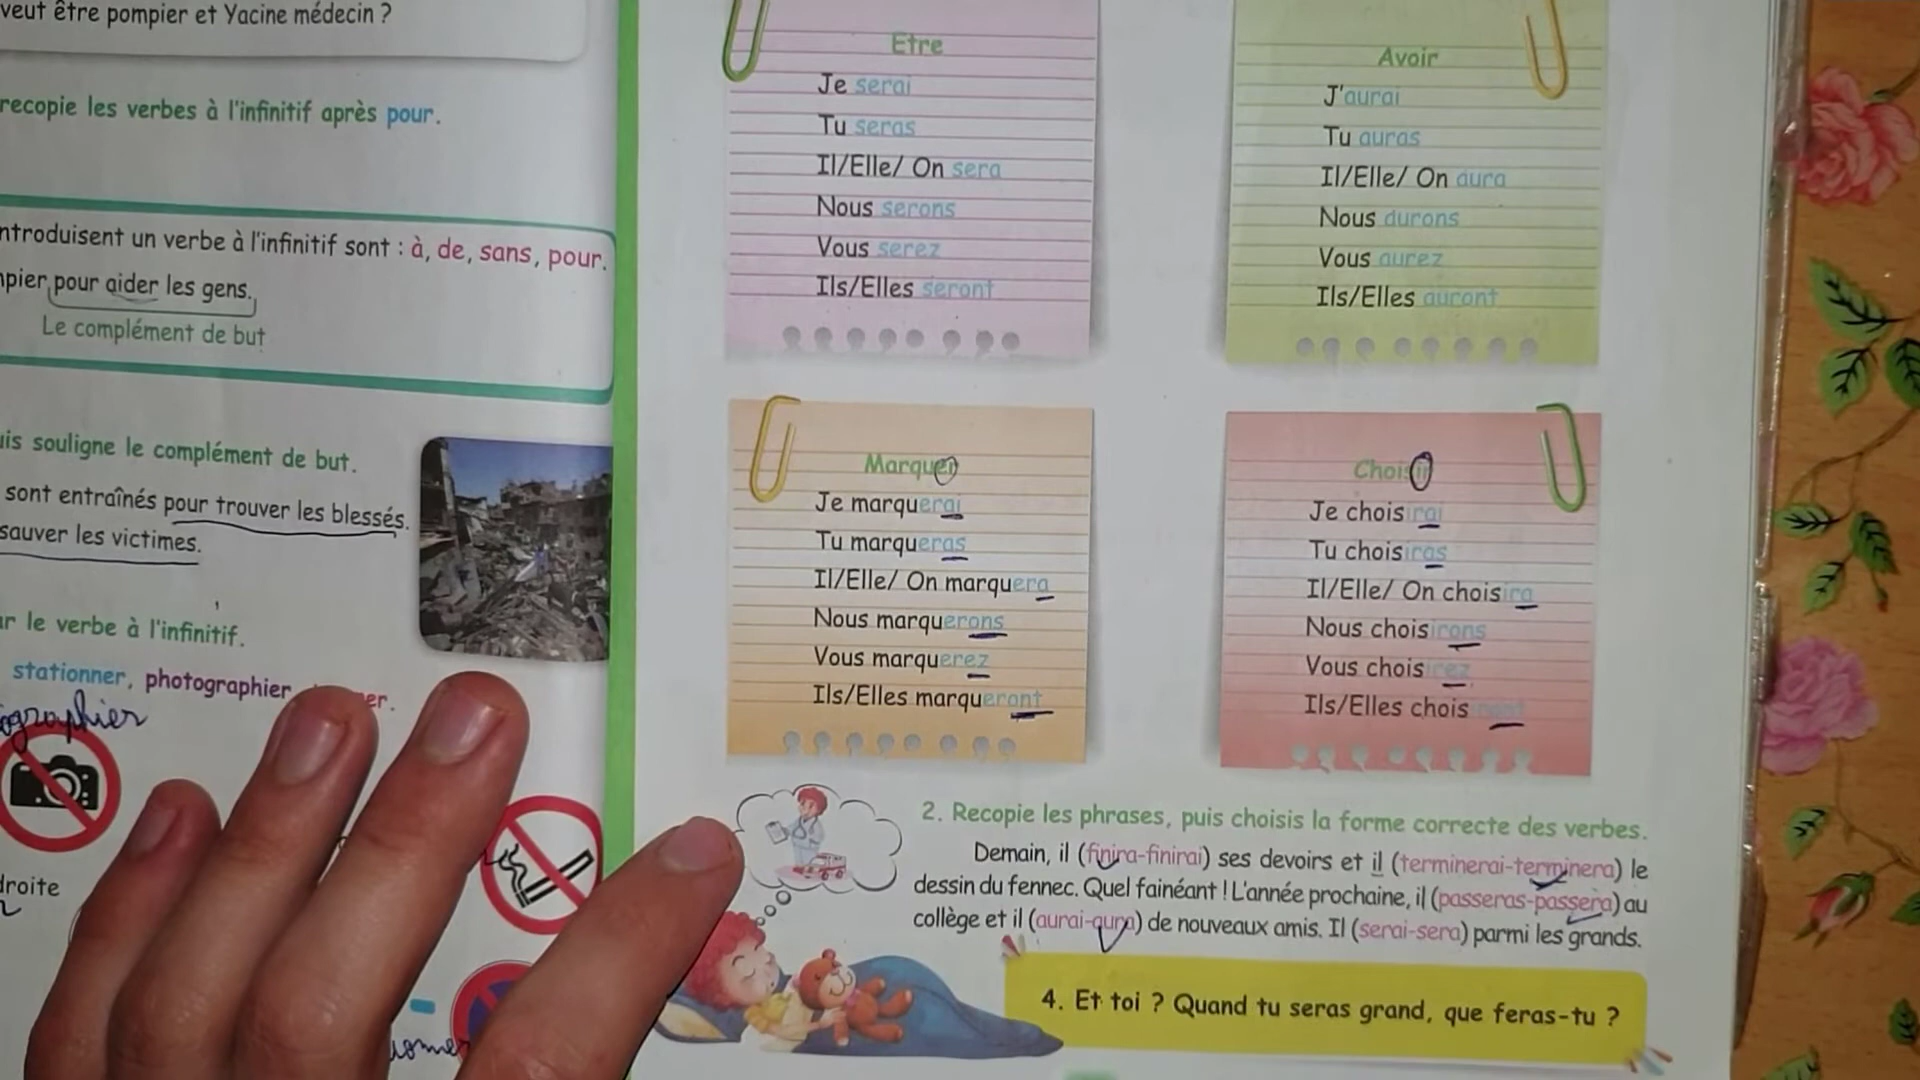 veut être pompier et Yacine médecin ?
recopie les verbes à l'infinitif après pour.
ntroduisent un verbe à l'infinitif sont : à, de, sans, pour.
pier pour aider les gens.
Le complément de but
is souligne le complément de but.
sont entraînés pour trouver les blessés.
sauver les victimes.
r le verbe à l'infinitif.
stationner, photographier, er.
ographier
droite
Etre
Je serai
Tu seras
Il/Elle/ On sera
Nous serons
Vous serez
Ils/Elles seront
Avoir
J'aurai
Tu auras
Il/Elle/ On aura
Nous aurons
Vous aurez
Ils/Elles auront
Marquer
Je marquerai
Tu marqueras
Il/Elle/ On marquera
Nous marquerons
Vous marquerez
Ils/Elles marqueront
Choisir
Je choisirai
Tu choisiras
Il/Elle/ On choisira
Nous choisirons
Vous choisirez
Ils/Elles choisiront
2. Recopie les phrases, puis choisis la forme correcte des verbes.
Demain, il (finira-finirai) ses devoirs et il (terminerai-terminera) le
dessin du fennec. Quel fainéant ! L'année prochaine, il (passeras-passera) au
collège et il (aurai-aura) de nouveaux amis. Il (serai-sera) parmi les grands.
4. Et toi ? Quand tu seras grand, que feras-tu ?